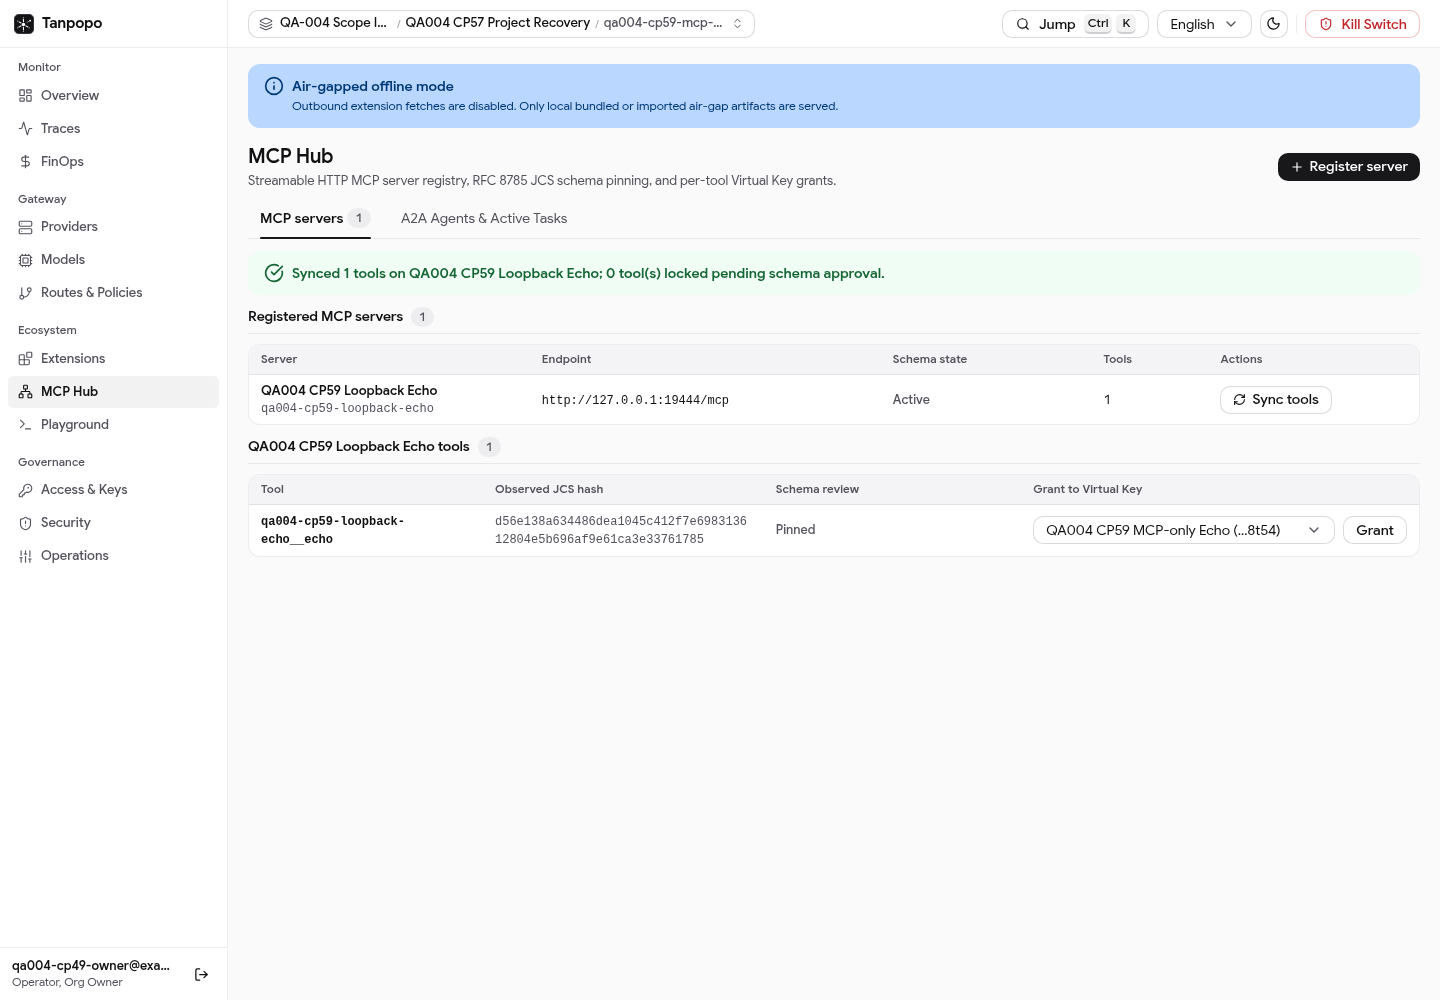 Tanpopo
QA-004 Scope I... / QA004 CP57 Project Recovery / qa004-cp59-mcp-...
Jump Ctrl K
English
Kill Switch
Monitor
Overview
Traces
FinOps
Gateway
Providers
Models
Routes & Policies
Ecosystem
Extensions
MCP Hub
Playground
Governance
Access & Keys
Security
Operations
qa004-cp49-owner@exa...
Operator, Org Owner
Air-gapped offline mode
Outbound extension fetches are disabled. Only local bundled or imported air-gap artifacts are served.
MCP Hub
Streamable HTTP MCP server registry, RFC 8785 JCS schema pinning, and per-tool Virtual Key grants.
Register server
MCP servers 1
A2A Agents & Active Tasks
Synced 1 tools on QA004 CP59 Loopback Echo; 0 tool(s) locked pending schema approval.
Registered MCP servers 1
Server Endpoint Schema state Tools Actions
QA004 CP59 Loopback Echo
qa004-cp59-loopback-echo
http://127.0.0.1:19444/mcp
Active
1
Sync tools
QA004 CP59 Loopback Echo tools 1
Tool Observed JCS hash Schema review Grant to Virtual Key
qa004-cp59-loopback-
echo__echo
d56e138a634486dea1045c412f7e6983136
12804e5b696af9e61ca3e33761785
Pinned
QA004 CP59 MCP-only Echo (...8t54)
Grant